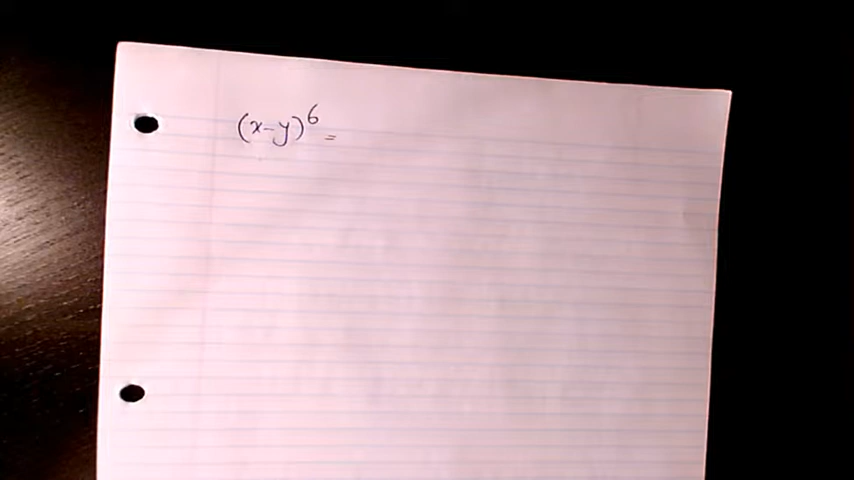 (x-y)^6 =